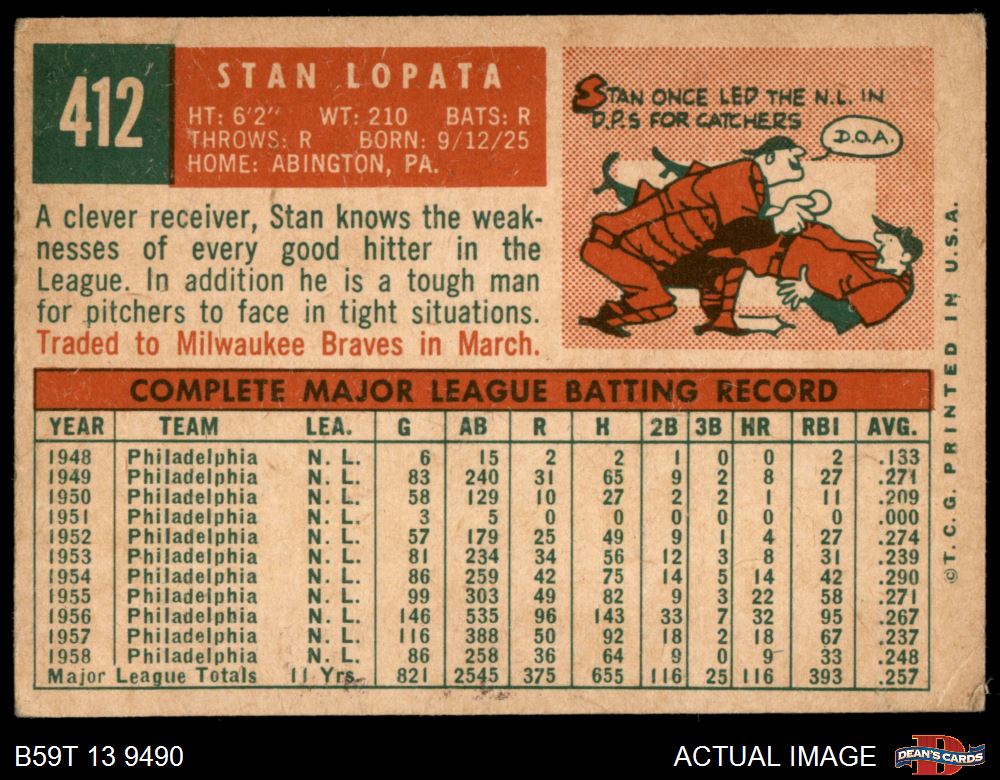 412
STAN LOPATA
HT: 6'2" WT: 210 BATS: R
THROWS: R BORN: 9/12/25
HOME: ABINGTON, PA.
STAN ONCE LED THE N.L. IN
D.P.S FOR CATCHERS
D.O.A.
A clever receiver, Stan knows the weak-
nesses of every good hitter in the
League. In addition he is a tough man
for pitchers to face in tight situations.
Traded to Milwaukee Braves in March.
COMPLETE MAJOR LEAGUE BATTING RECORD
YEAR TEAM LEA. G AB R H 2B 3B HR RBI AVG.
1948 Philadelphia N. L. 6 15 2 2 1 0 0 2 .133
1949 Philadelphia N. L. 83 240 31 65 9 2 8 27 .271
1950 Philadelphia N. L. 58 129 10 27 2 2 1 11 .209
1951 Philadelphia N. L. 3 5 0 0 0 0 0 0 .000
1952 Philadelphia N. L. 57 179 25 49 9 1 4 27 .274
1953 Philadelphia N. L. 81 234 34 56 12 3 8 31 .239
1954 Philadelphia N. L. 86 259 42 75 14 5 14 42 .290
1955 Philadelphia N. L. 99 303 49 82 9 3 22 58 .271
1956 Philadelphia N. L. 146 535 96 143 33 7 32 95 .267
1957 Philadelphia N. L. 116 388 50 92 18 2 18 67 .237
1958 Philadelphia N. L. 86 258 36 64 9 0 9 33 .248
Major League Totals 11 Yrs. 821 2545 375 655 116 25 116 393 .257
©T. C. G. PRINTED IN U.S.A.
B59T 13 9490
ACTUAL IMAGE
DEAN'S CARDS